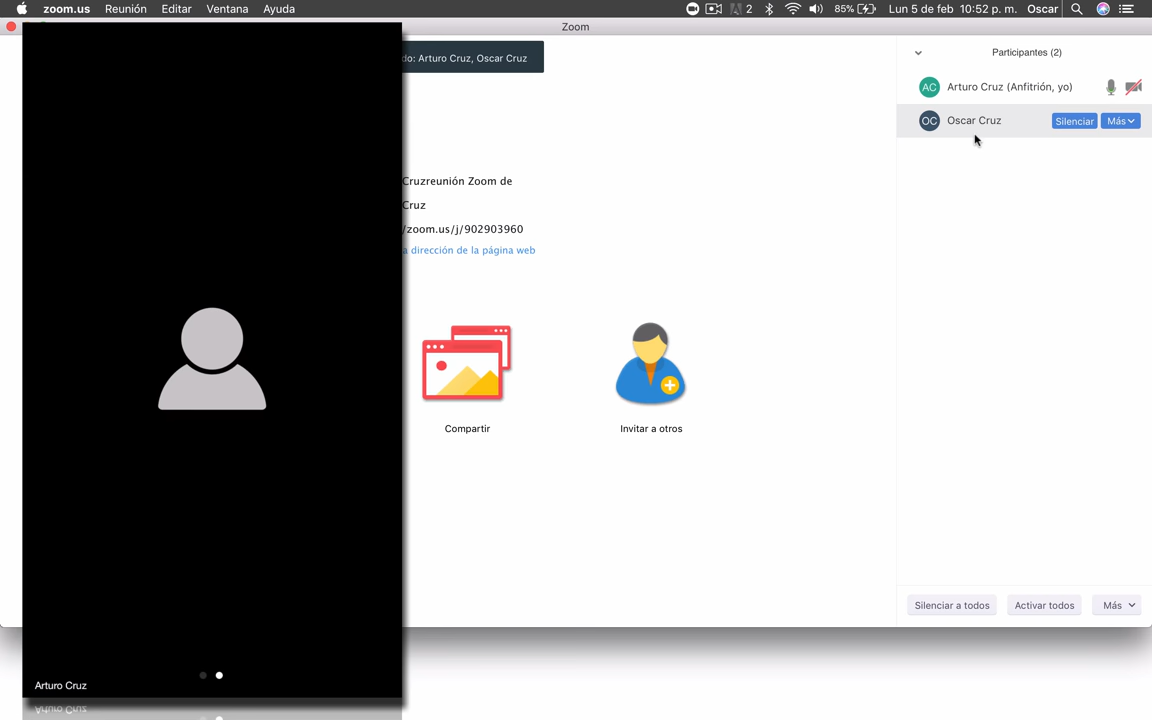 zoom.us Reunión Editar Ventana Ayuda 2 85% Lun 5 de feb 10:52 p. m. Oscar
Zoom
do: Arturo Cruz, Oscar Cruz
Participantes (2)
AC Arturo Cruz (Anfitrión, yo)
OC Oscar Cruz Silenciar Más
Cruzreunión Zoom de
Cruz
/zoom.us/j/902903960
a dirección de la página web
Compartir Invitar a otros
Silenciar a todos Activar todos Más
Arturo Cruz
Arturo Cruz